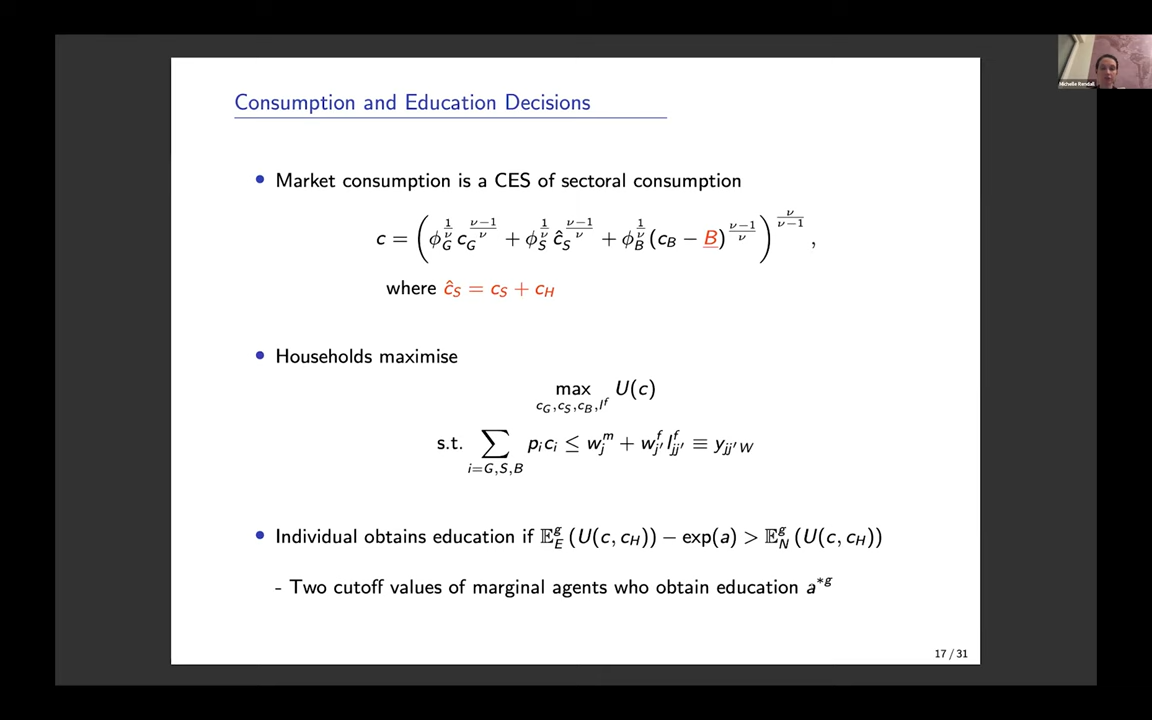 Michelle Rendall
Consumption and Education Decisions
• Market consumption is a CES of sectoral consumption
c = (ϕ_G^{1/ν} c_G^{(ν−1)/ν} + ϕ_S^{1/ν} ĉ_S^{(ν−1)/ν} + ϕ_B^{1/ν} (c_B − B̲)^{(ν−1)/ν})^{ν/(ν−1)},
where ĉ_S = c_S + c_H
• Households maximise
max_{c_G,c_S,c_B,l^f} U(c)
s.t. ∑_{i=G,S,B} p_i c_i ≤ w_j^m + w_{j′}^f l_{jj′}^f ≡ y_{jj′W}
• Individual obtains education if 𝔼_E^g (U(c, c_H)) − exp(a) > 𝔼_N^g (U(c, c_H))
- Two cutoff values of marginal agents who obtain education a^{*g}
17 / 31